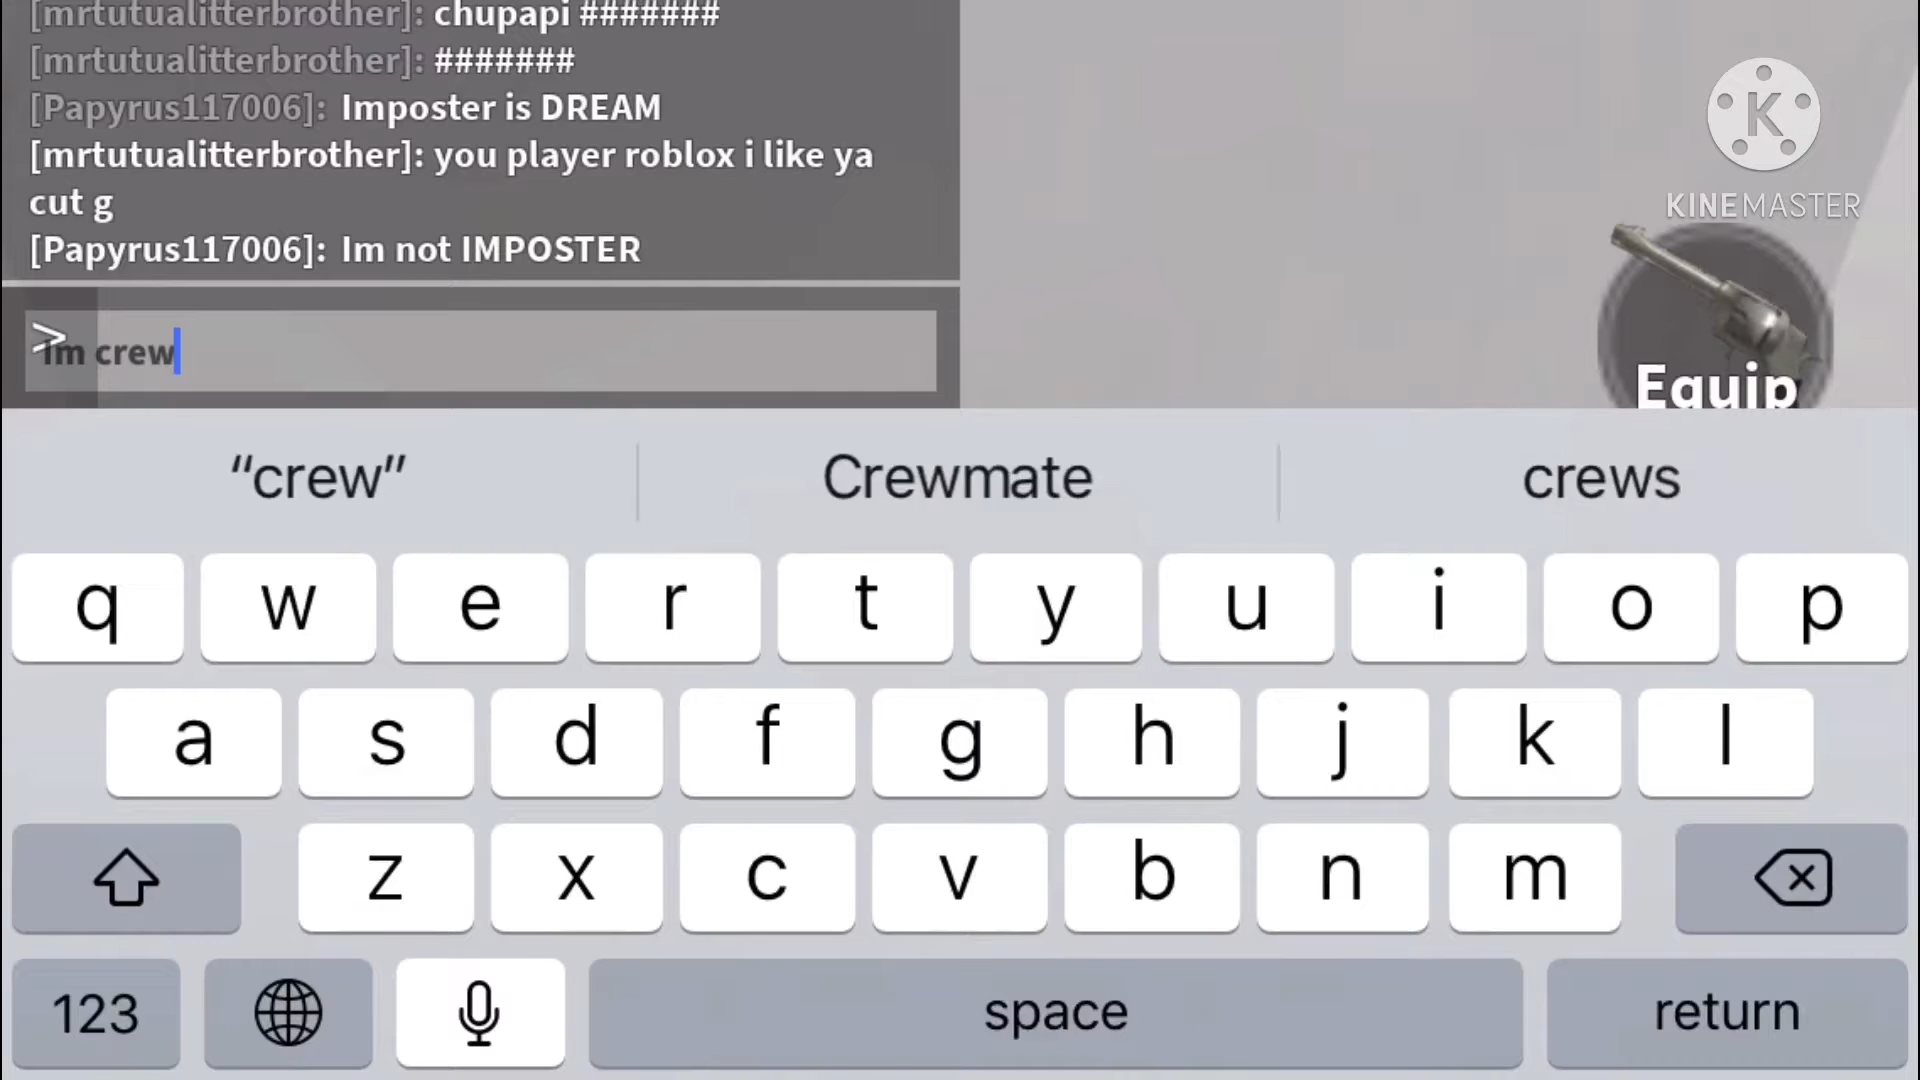 [mrtutualitterbrother]: chupapi #######
[mrtutualitterbrother]: #######
[Papyrus117006]: Imposter is DREAM
[mrtutualitterbrother]: you player roblox i like ya
cut g
[Papyrus117006]: Im not IMPOSTER
>
Im crew
K
KINEMASTER
Equip
“crew” Crewmate crews
q w e r t y u i o p
a s d f g h j k l
z x c v b n m
123 space return